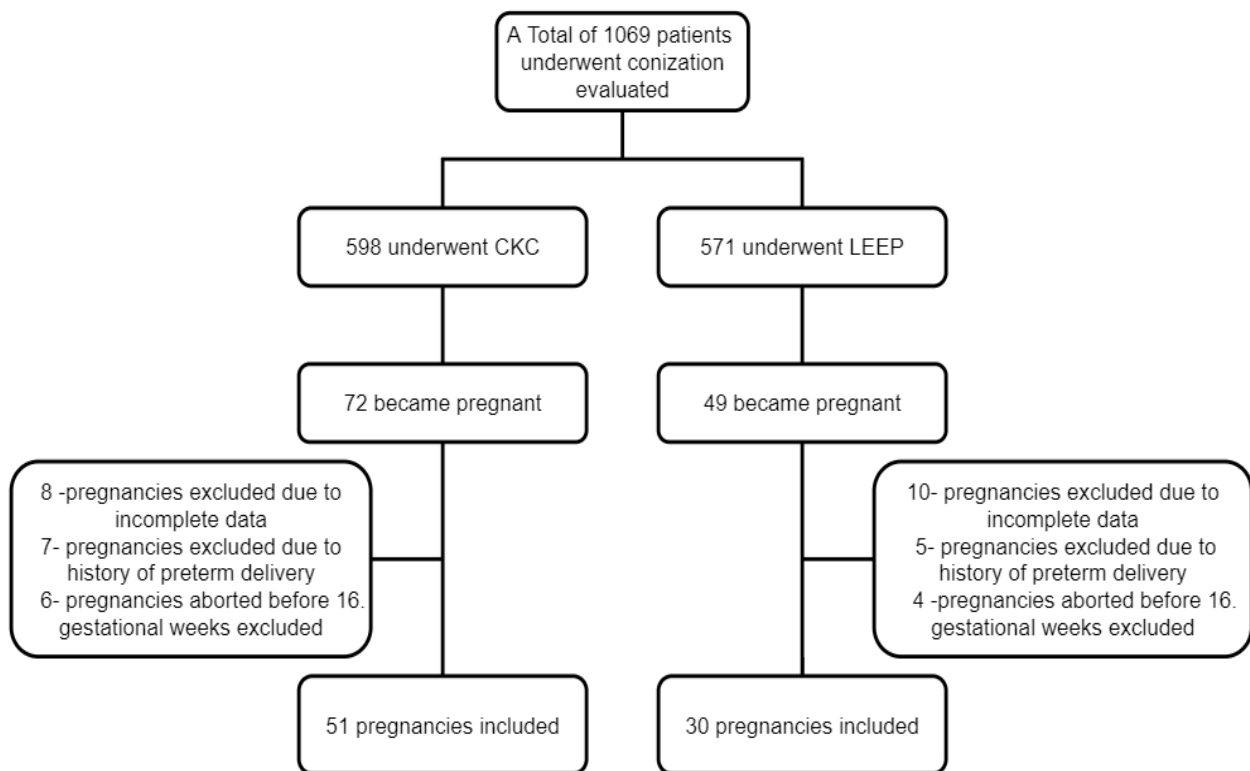 A Total of 1069 patients
underwent conization
evaluated
598 underwent CKC
571 underwent LEEP
72 became pregnant
49 became pregnant
8 -pregnancies excluded due to
incomplete data
7- pregnancies excluded due to
history of preterm delivery
6- pregnancies aborted before 16.
gestational weeks excluded
10- pregnancies excluded due to
incomplete data
5- pregnancies excluded due to
history of preterm delivery
4 -pregnancies aborted before 16.
gestational weeks excluded
51 pregnancies included
30 pregnancies included